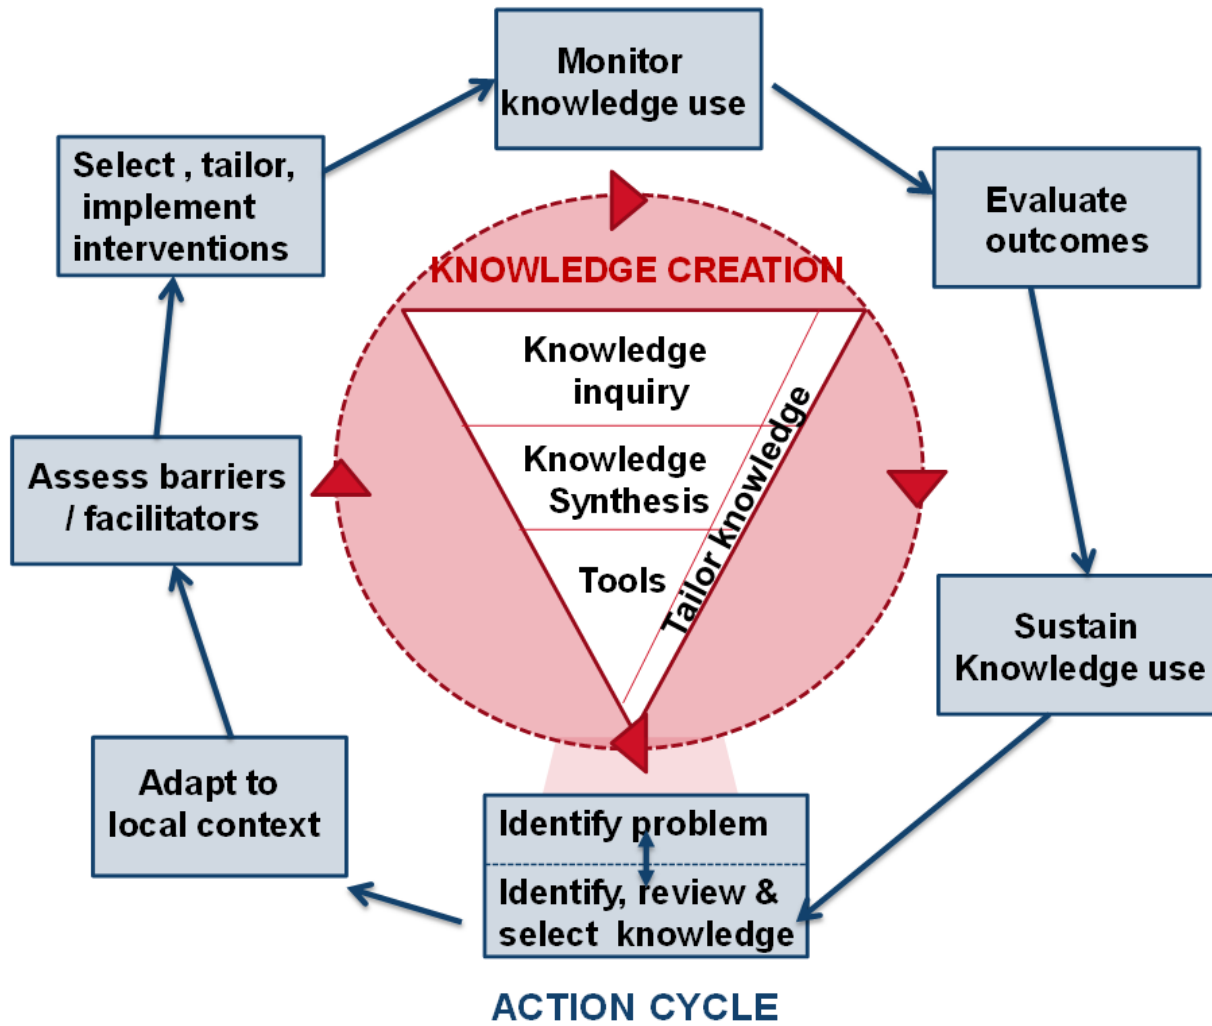 Monitor
knowledge use
Select , tailor,
implement
interventions
Evaluate
outcomes
KNOWLEDGE CREATION
Knowledge
inquiry
Knowledge
Synthesis
Tools
Tailor knowledge
Assess barriers
/ facilitators
Sustain
Knowledge use
Adapt to
local context
Identify problem
Identify, review &
select knowledge
ACTION CYCLE